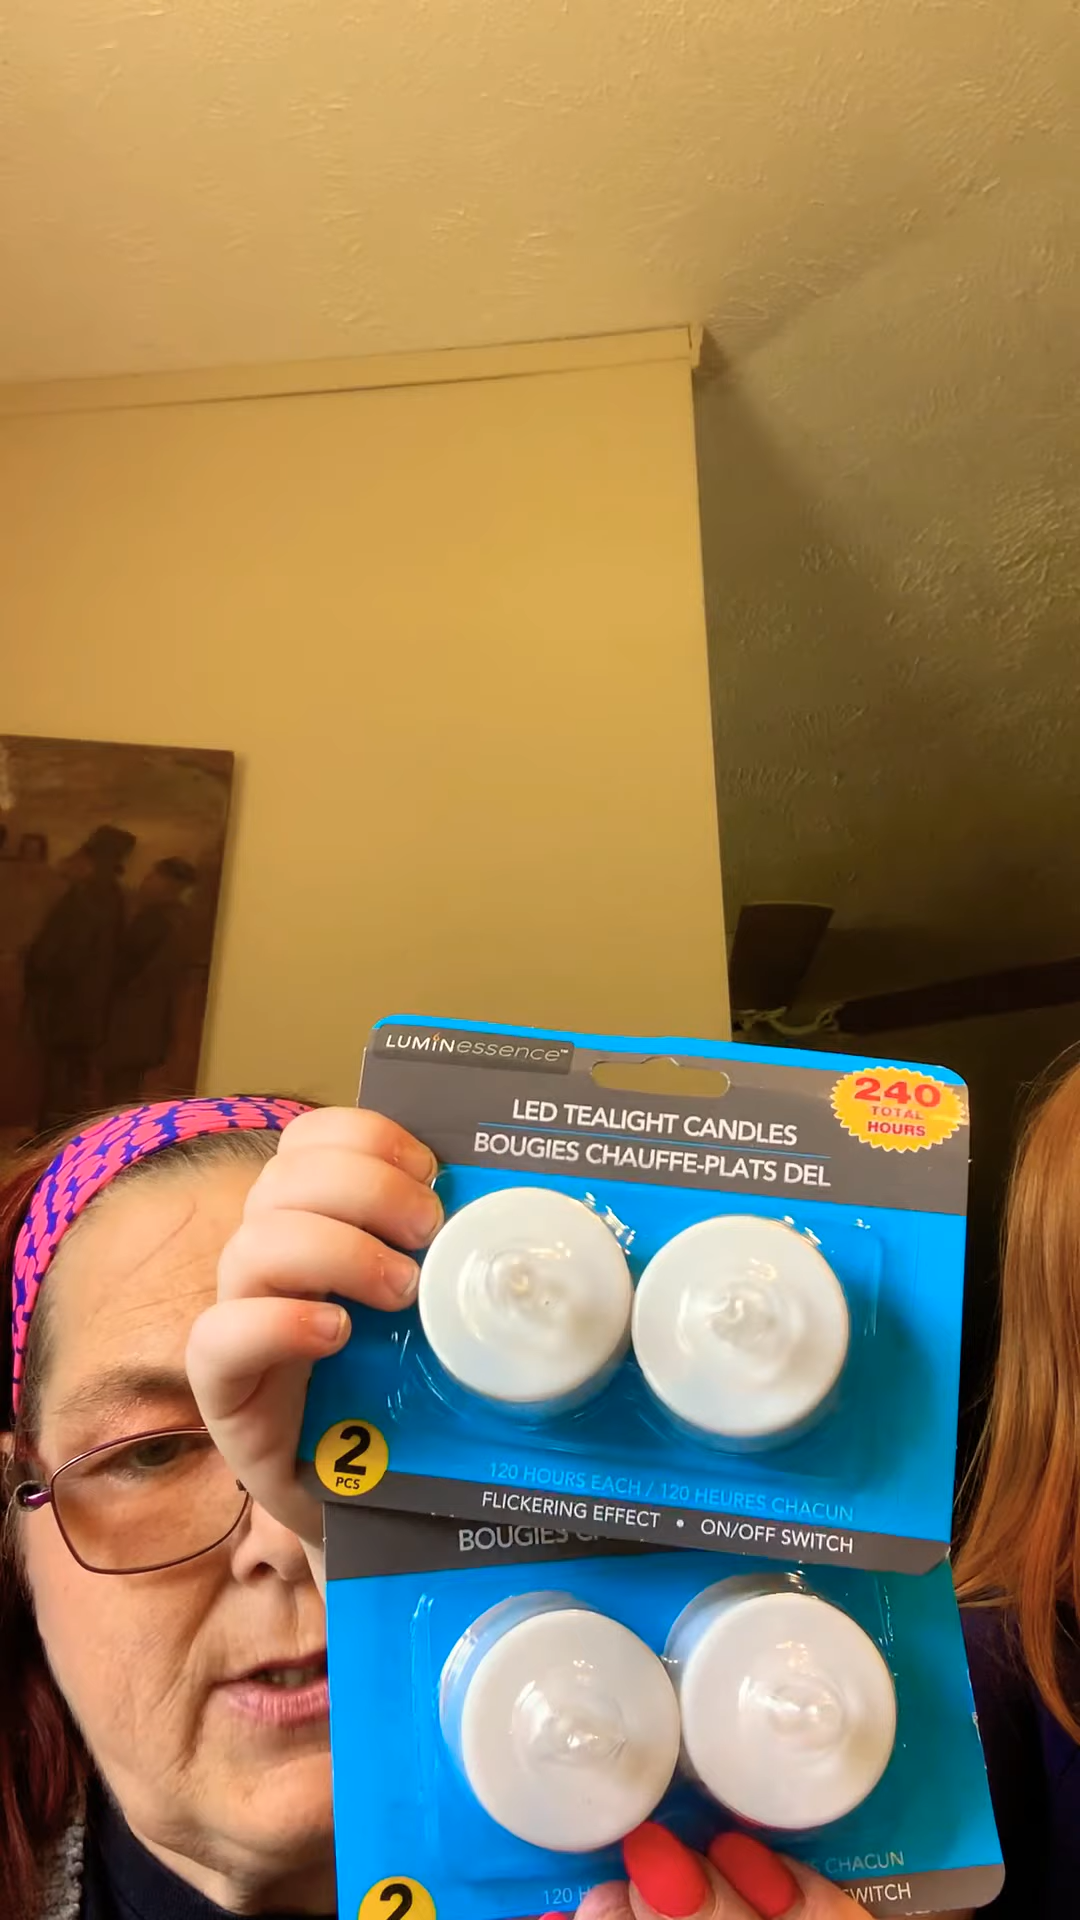 LUMINessence™
240
TOTAL
HOURS
LED TEALIGHT CANDLES
BOUGIES CHAUFFE-PLATS DEL
2
PCS
120 HOURS EACH / 120 HEURES CHACUN
FLICKERING EFFECT • ON/OFF SWITCH
BOUGIES
2
120 CHACUN
SWITCH